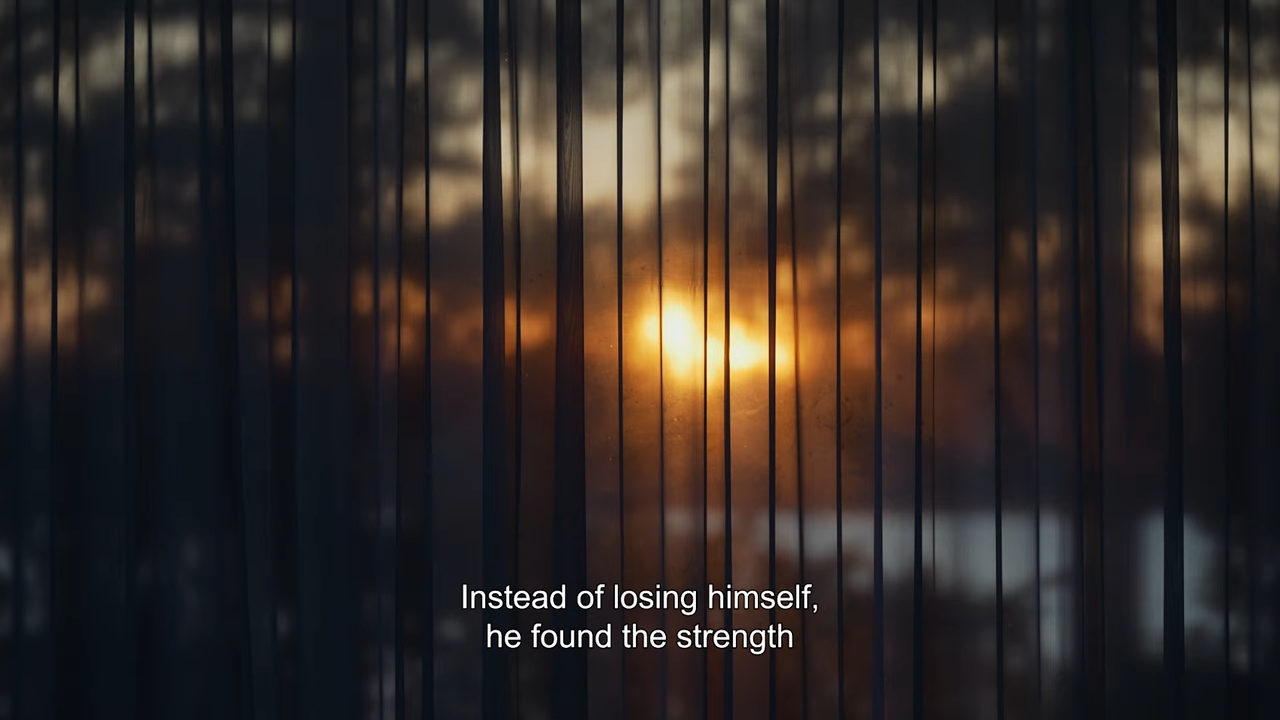 Instead of losing himself,
he found the strength